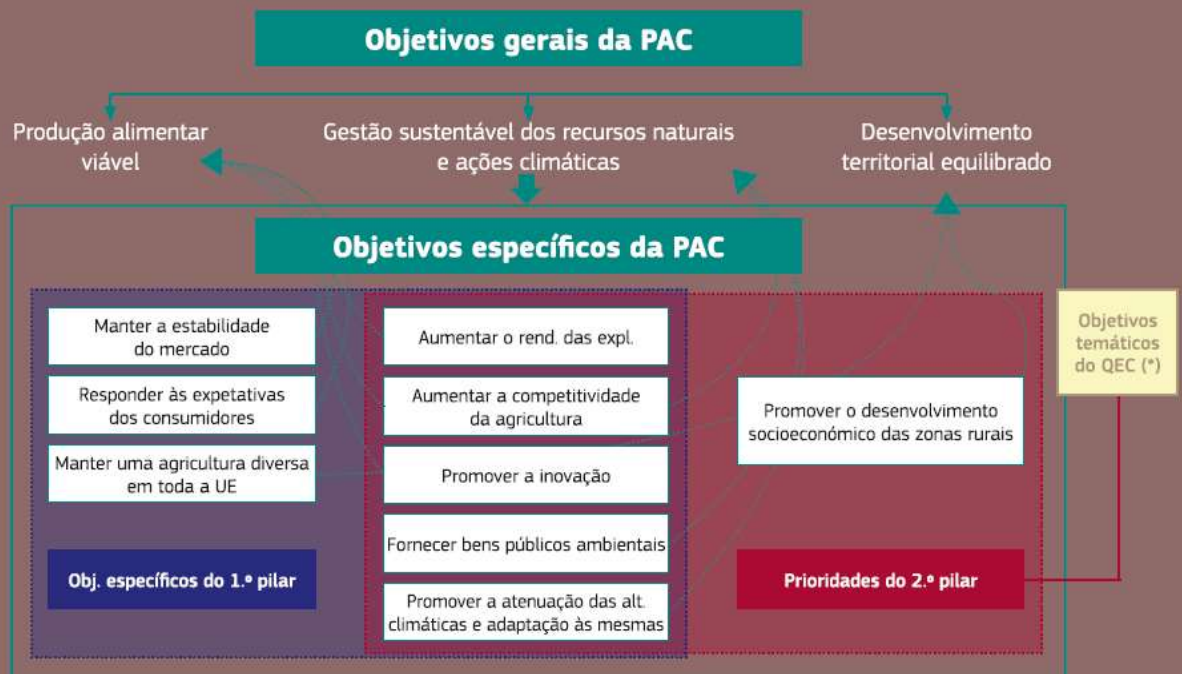 Objetivos gerais da PAC
Produção alimentar
viável
Gestão sustentável dos recursos naturais
e ações climáticas
Desenvolvimento
territorial equilibrado
Objetivos específicos da PAC
Manter a estabilidade
do mercado
Responder às expetativas
dos consumidores
Manter uma agricultura diversa
em toda a UE
Obj. específicos do 1.º pilar
Aumentar o rend. das expl.
Aumentar a competitividade
da agricultura
Promover a inovação
Fornecer bens públicos ambientais
Promover a atenuação das alt.
climáticas e adaptação às mesmas
Promover o desenvolvimento
socioeconómico das zonas rurais
Prioridades do 2.º pilar
Objetivos
temáticos
do QEC (*)